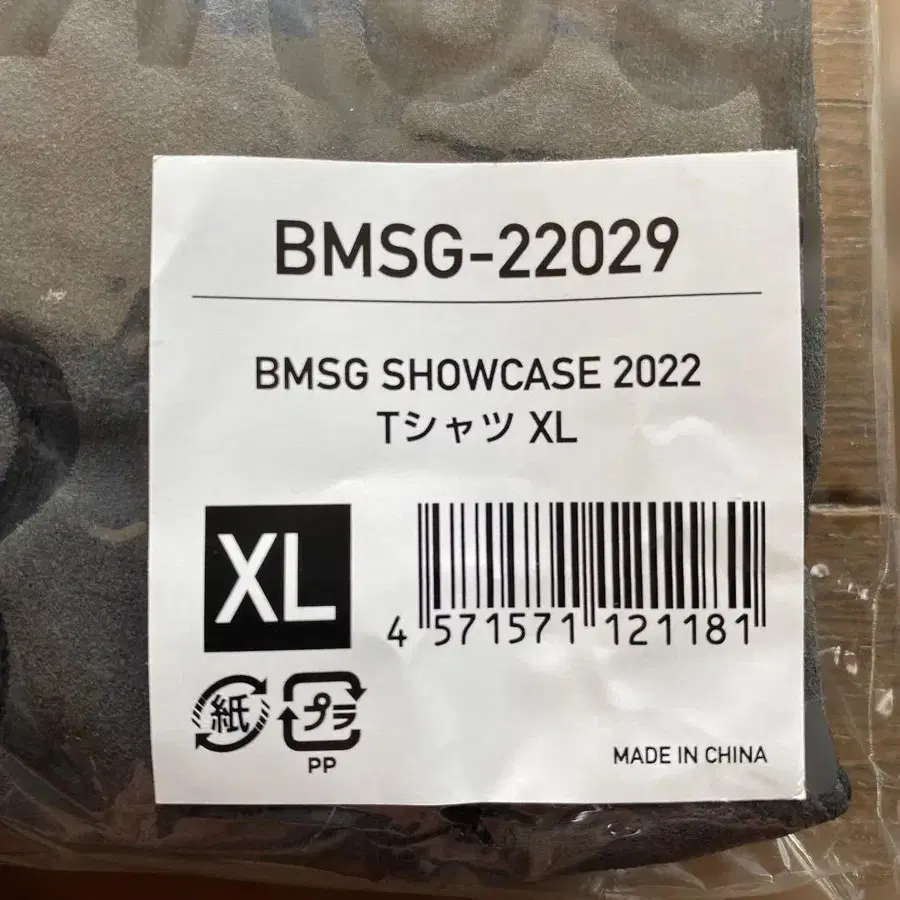 BMSG-22029
BMSG SHOWCASE 2022
Tシャツ XL
XL
4 571571 121181
紙 プラ
PP
MADE IN CHINA